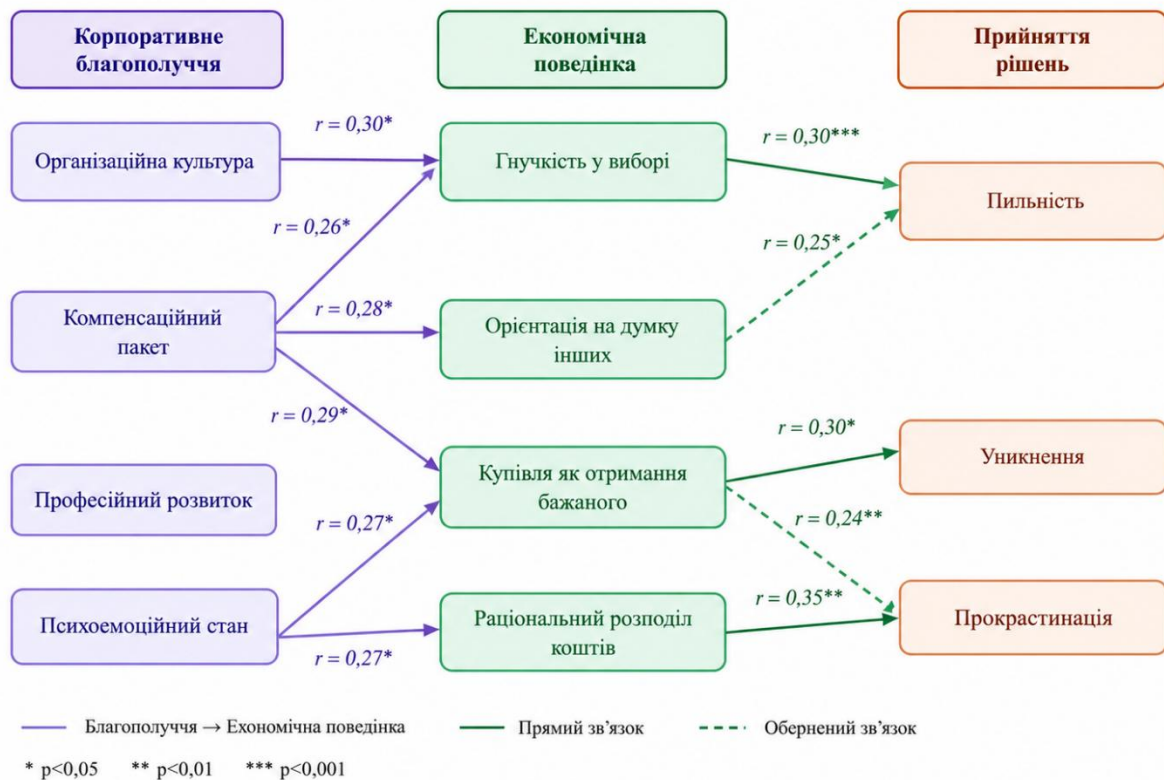 Корпоративне
благополуччя
Економічна
поведінка
Прийняття
рішень
Організаційна культура
r = 0,30*
Гнучкість у виборі
r = 0,30***
Пильність
r = 0,26*
r = 0,25*
Компенсаційний
пакет
r = 0,28*
Орієнтація на думку
інших
r = 0,29*
Професійний розвиток
r = 0,27*
Купівля як отримання
бажаного
r = 0,30*
Уникнення
r = 0,24**
Психоемоційний стан
r = 0,27*
Раціональний розподіл
коштів
r = 0,35**
Прокрастинація
Благополуччя → Економічна поведінка
Прямий зв’язок
Обернений зв’язок
* p<0,05 ** p<0,01 *** p<0,001